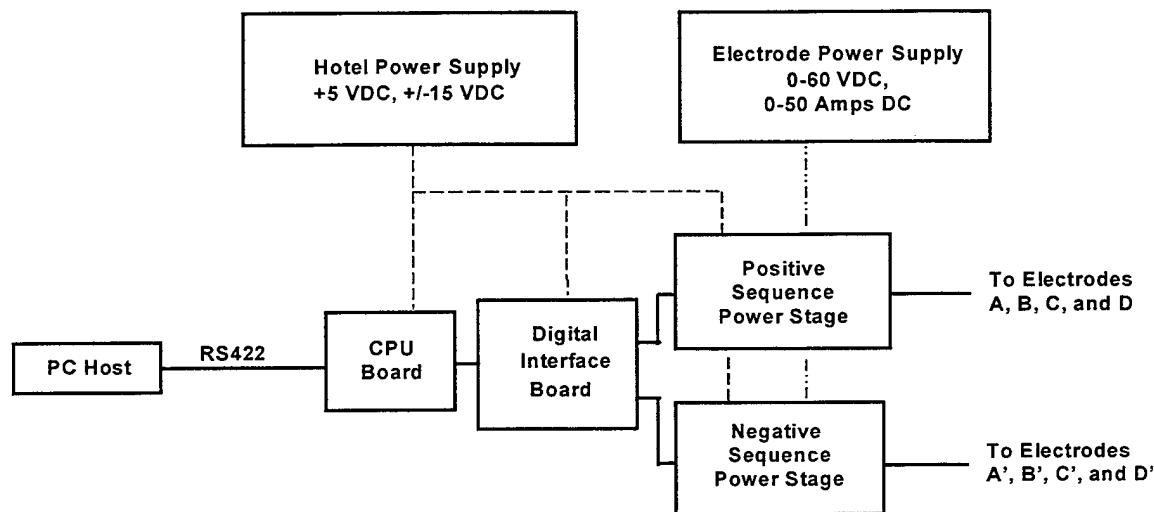 Hotel Power Supply
+5 VDC, +/-15 VDC
Electrode Power Supply
0-60 VDC,
0-50 Amps DC
Positive
Sequence
Power Stage
To Electrodes
A, B, C, and D
PC Host
RS422
CPU
Board
Digital
Interface
Board
Negative
Sequence
Power Stage
To Electrodes
A’, B’, C’, and D’